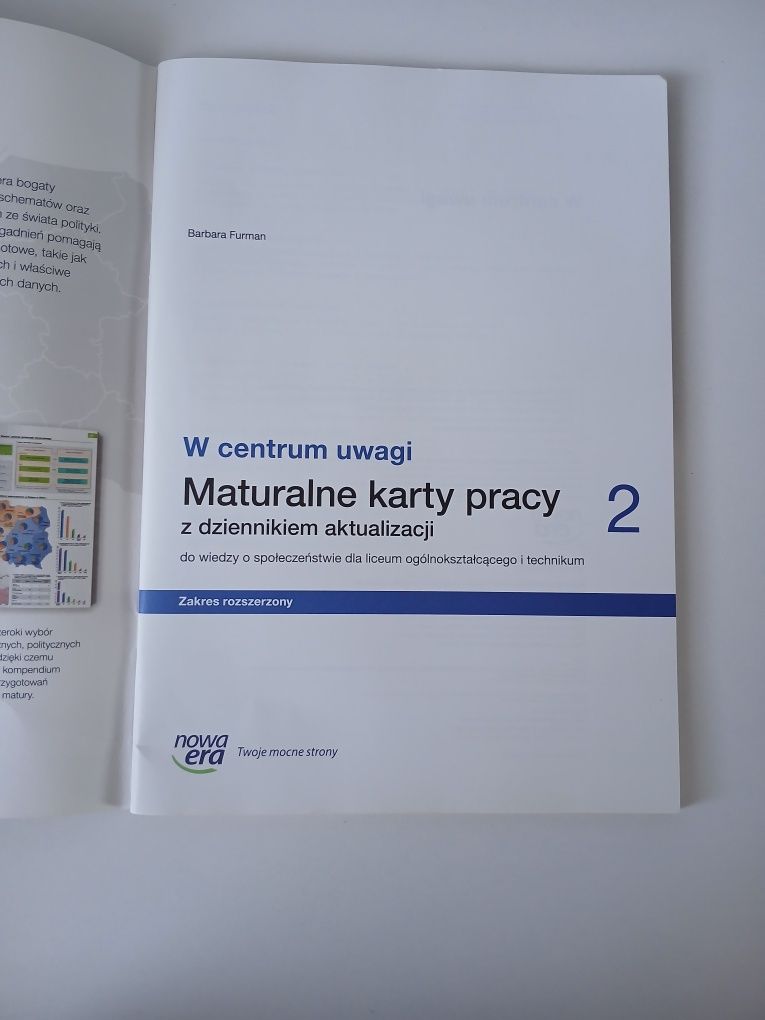 bogaty
schematów oraz
ze świata polityki.
pomagają
takie jak
i właściwe
danych.
wybór
politycznych
czemu
kompendium
matury.
Barbara Furman
W centrum uwagi
Maturalne karty pracy 2
z dziennikiem aktualizacji
do wiedzy o społeczeństwie dla liceum ogólnokształcącego i technikum
Zakres rozszerzony
nowa
era Twoje mocne strony